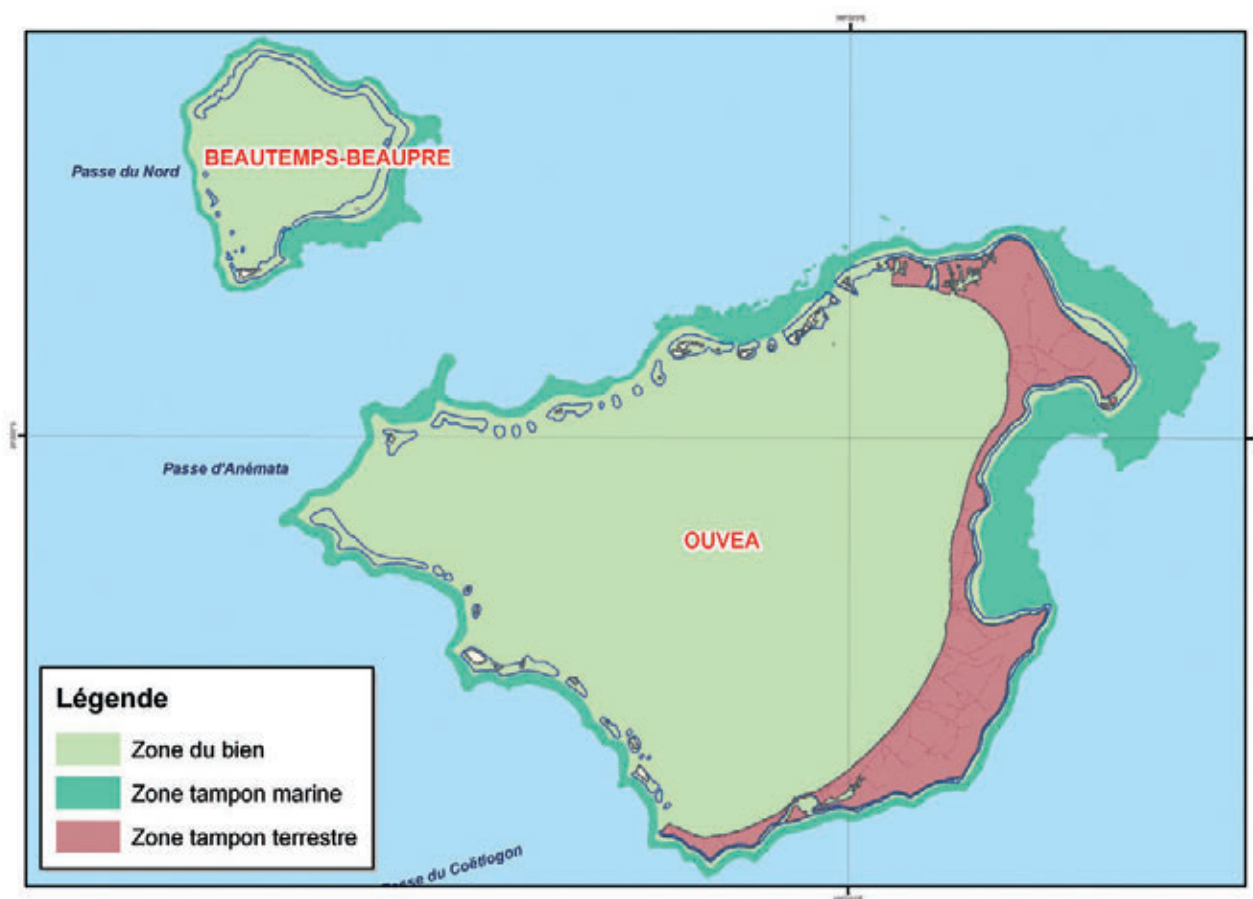 BEAUTEMPS-BEAUPRE
Passe du Nord
Passe d'Anémata
OUVEA
Légende
Zone du bien
Zone tampon marine
Zone tampon terrestre
Passe du Coëtlogon